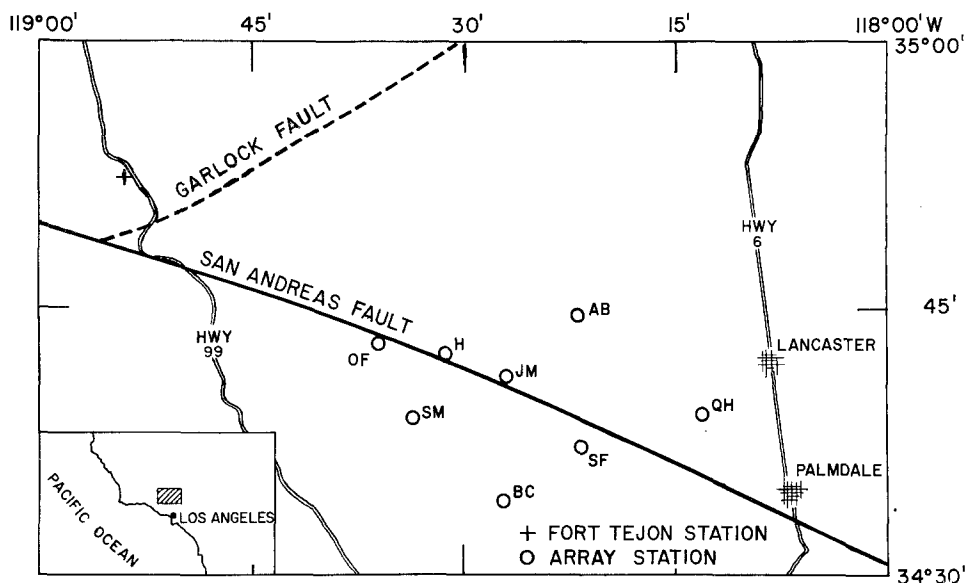 119°00' 45' 30' 15' 118°00'W
35°00'
GARLOCK FAULT
HWY
6
SAN ANDREAS FAULT
45'
AB
HWY
99
OF
H
LANCASTER
JM
SM
QH
SF
PALMDALE
BC
PACIFIC OCEAN
LOS ANGELES
+ FORT TEJON STATION
O ARRAY STATION
34°30'